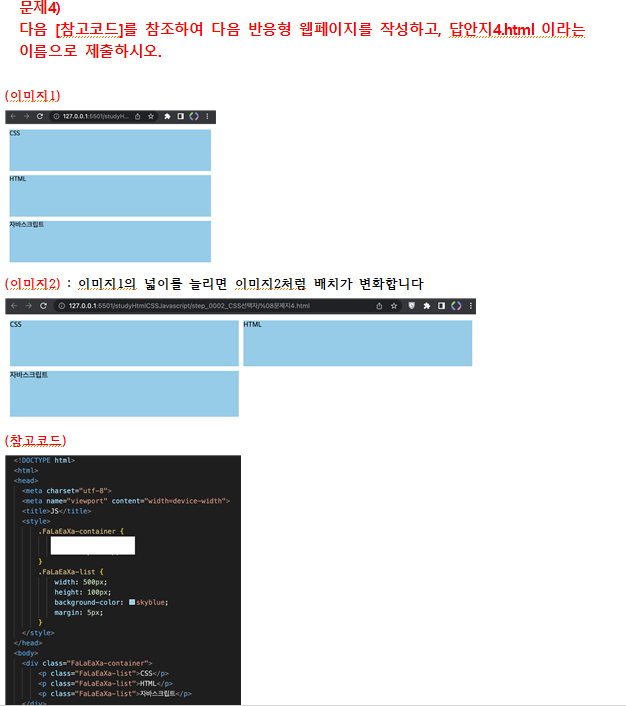 문제4)
다음 [참고코드]를 참조하여 다음 반응형 웹페이지를 작성하고, 답안지4.html 이라는
이름으로 제출하시오.
(이미지1)
127.0.0.1:5501/studyH...
CSS
HTML
자바스크립트
(이미지2) : 이미지1의 넓이를 늘리면 이미지2처럼 배치가 변화합니다
127.0.0.1:5501/studyHtmlCSSJavascript/step_0002_CSS선택자/%08문제지4.html
CSS HTML
자바스크립트
(참고코드)
<!DOCTYPE html>
<html>
<head>
<meta charset="utf-8">
<meta name="viewport" content="width=device-width">
<title>JS</title>
<style>
.FaLaEaXa-container {
}
.FaLaEaXa-list {
width: 500px;
height: 100px;
background-color: skyblue;
margin: 5px;
}
</style>
</head>
<body>
<div class="FaLaEaXa-container">
<p class="FaLaEaXa-list">CSS</p>
<p class="FaLaEaXa-list">HTML</p>
<p class="FaLaEaXa-list">자바스크립트</p>
</div>